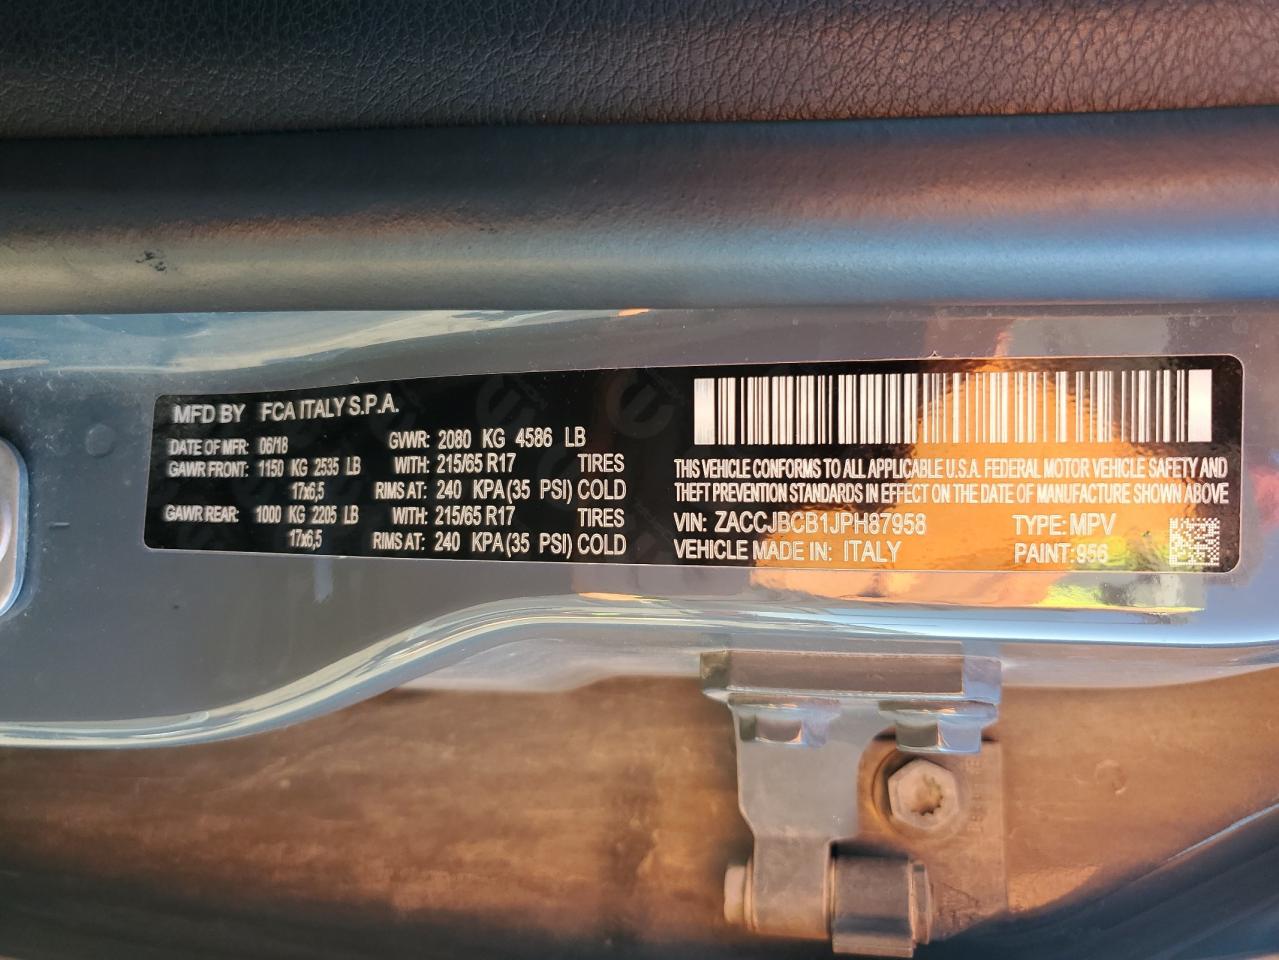 MFD BY FCA ITALY S.P.A.
DATE OF MFR: 06/18 GVWR: 2080 KG 4586 LB
GAWR FRONT: 1150 KG 2535 LB WITH: 215/65 R17 TIRES
17x6,5 RIMS AT: 240 KPA (35 PSI) COLD
GAWR REAR: 1000 KG 2205 LB WITH: 215/65 R17 TIRES
17x6,5 RIMS AT: 240 KPA (35 PSI) COLD
THIS VEHICLE CONFORMS TO ALL APPLICABLE U.S.A. FEDERAL MOTOR VEHICLE SAFETY AND
THEFT PREVENTION STANDARDS IN EFFECT ON THE DATE OF MANUFACTURE SHOWN ABOVE
VIN: ZACCJBCB1JPH87958 TYPE: MPV
VEHICLE MADE IN: ITALY PAINT: 956